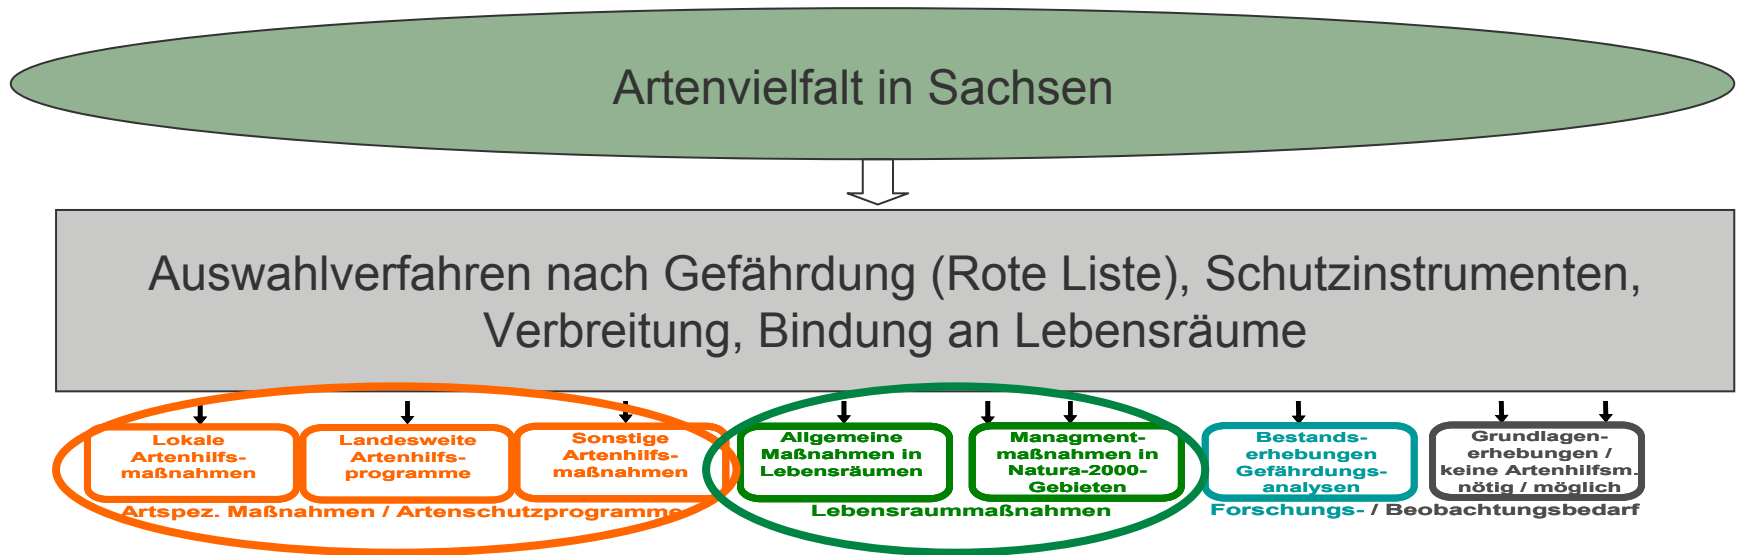 Artenvielfalt in Sachsen
Auswahlverfahren nach Gefährdung (Rote Liste), Schutzinstrumenten,
Verbreitung, Bindung an Lebensräume
Lokale
Artenhilfs-
maßnahmen
Landesweite
Artenhilfs-
programme
Sonstige
Artenhilfs-
maßnahmen
Allgemeine
Maßnahmen in
Lebensräumen
Managment-
maßnahmen in
Natura-2000-
Gebieten
Bestands-
erhebungen
Gefährdungs-
analysen
Grundlagen-
erhebungen /
keine Artenhilfsm.
nötig / möglich
Artspez. Maßnahmen / Artenschutzprogramme
Lebensraummaßnahmen
Forschungs- / Beobachtungsbedarf